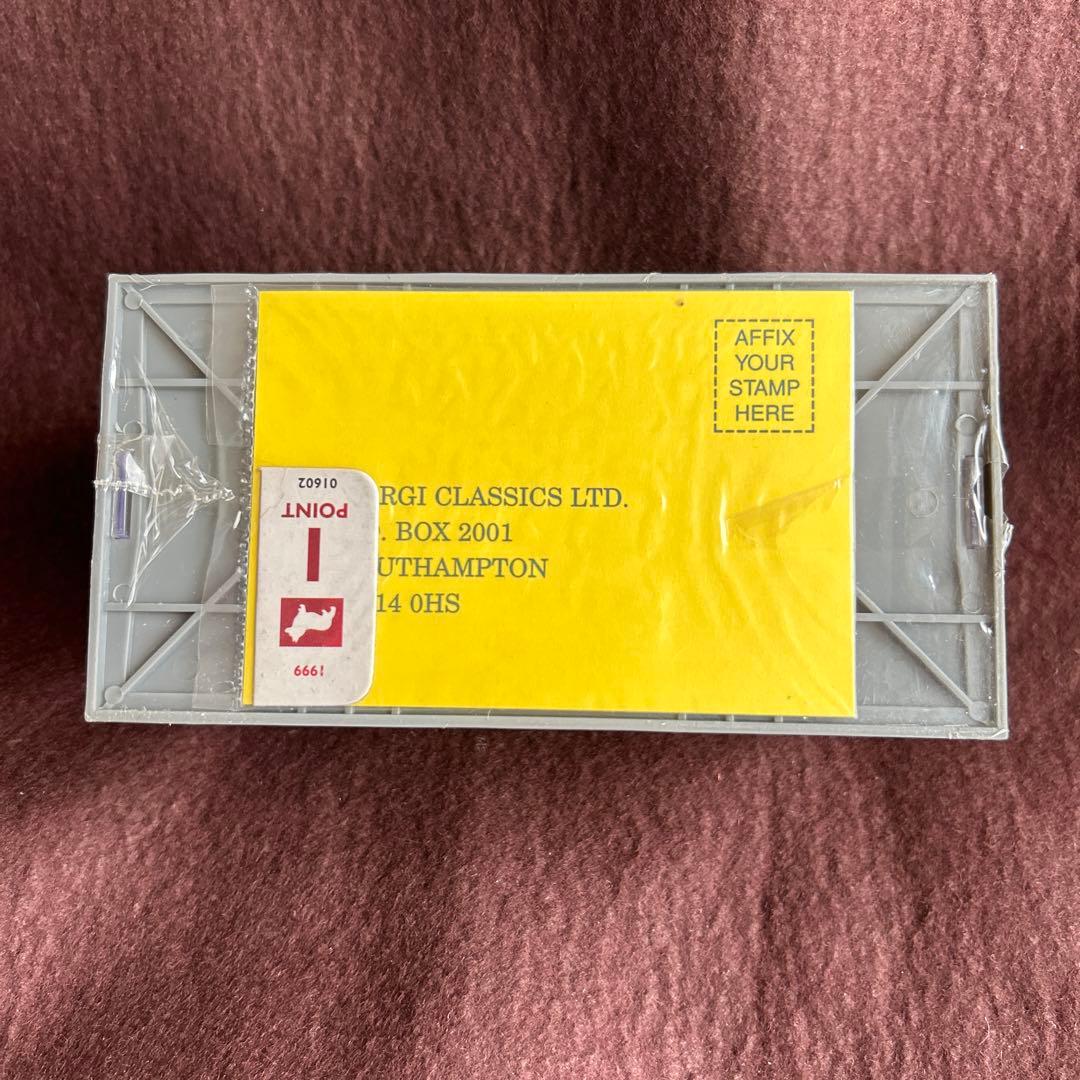 AFFIX
YOUR
STAMP
HERE
RGI CLASSICS LTD.
. BOX 2001
UTHAMPTON
14 0HS
01602
POINT
1
1999